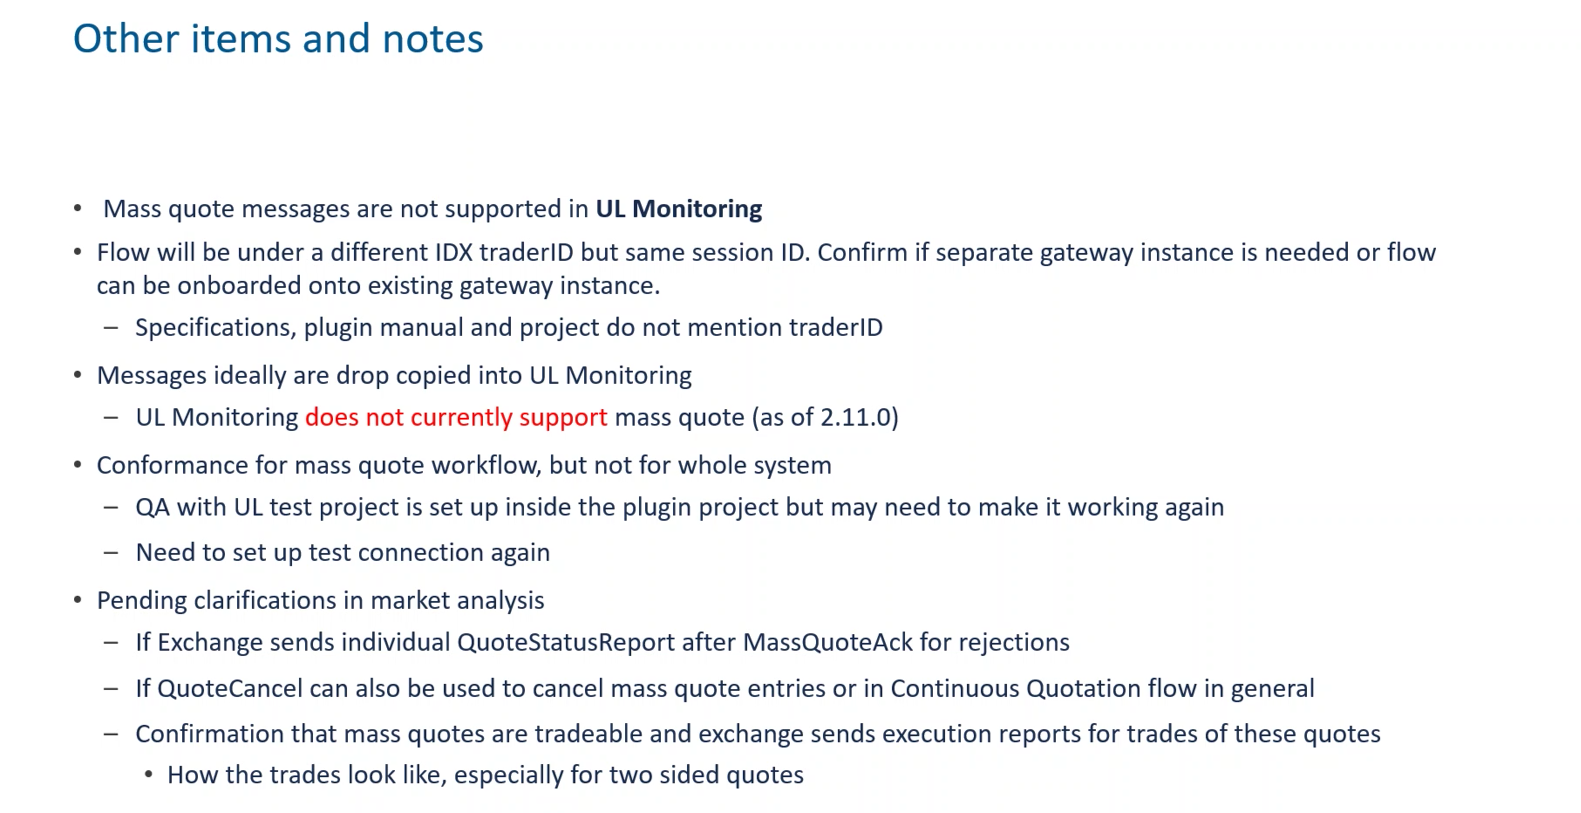 Other items and notes
• Mass quote messages are not supported in UL Monitoring
• Flow will be under a different IDX traderID but same session ID. Confirm if separate gateway instance is needed or flow
can be onboarded onto existing gateway instance.
– Specifications, plugin manual and project do not mention traderID
• Messages ideally are drop copied into UL Monitoring
– UL Monitoring does not currently support mass quote (as of 2.11.0)
• Conformance for mass quote workflow, but not for whole system
– QA with UL test project is set up inside the plugin project but may need to make it working again
– Need to set up test connection again
• Pending clarifications in market analysis
– If Exchange sends individual QuoteStatusReport after MassQuoteAck for rejections
– If QuoteCancel can also be used to cancel mass quote entries or in Continuous Quotation flow in general
– Confirmation that mass quotes are tradeable and exchange sends execution reports for trades of these quotes
• How the trades look like, especially for two sided quotes